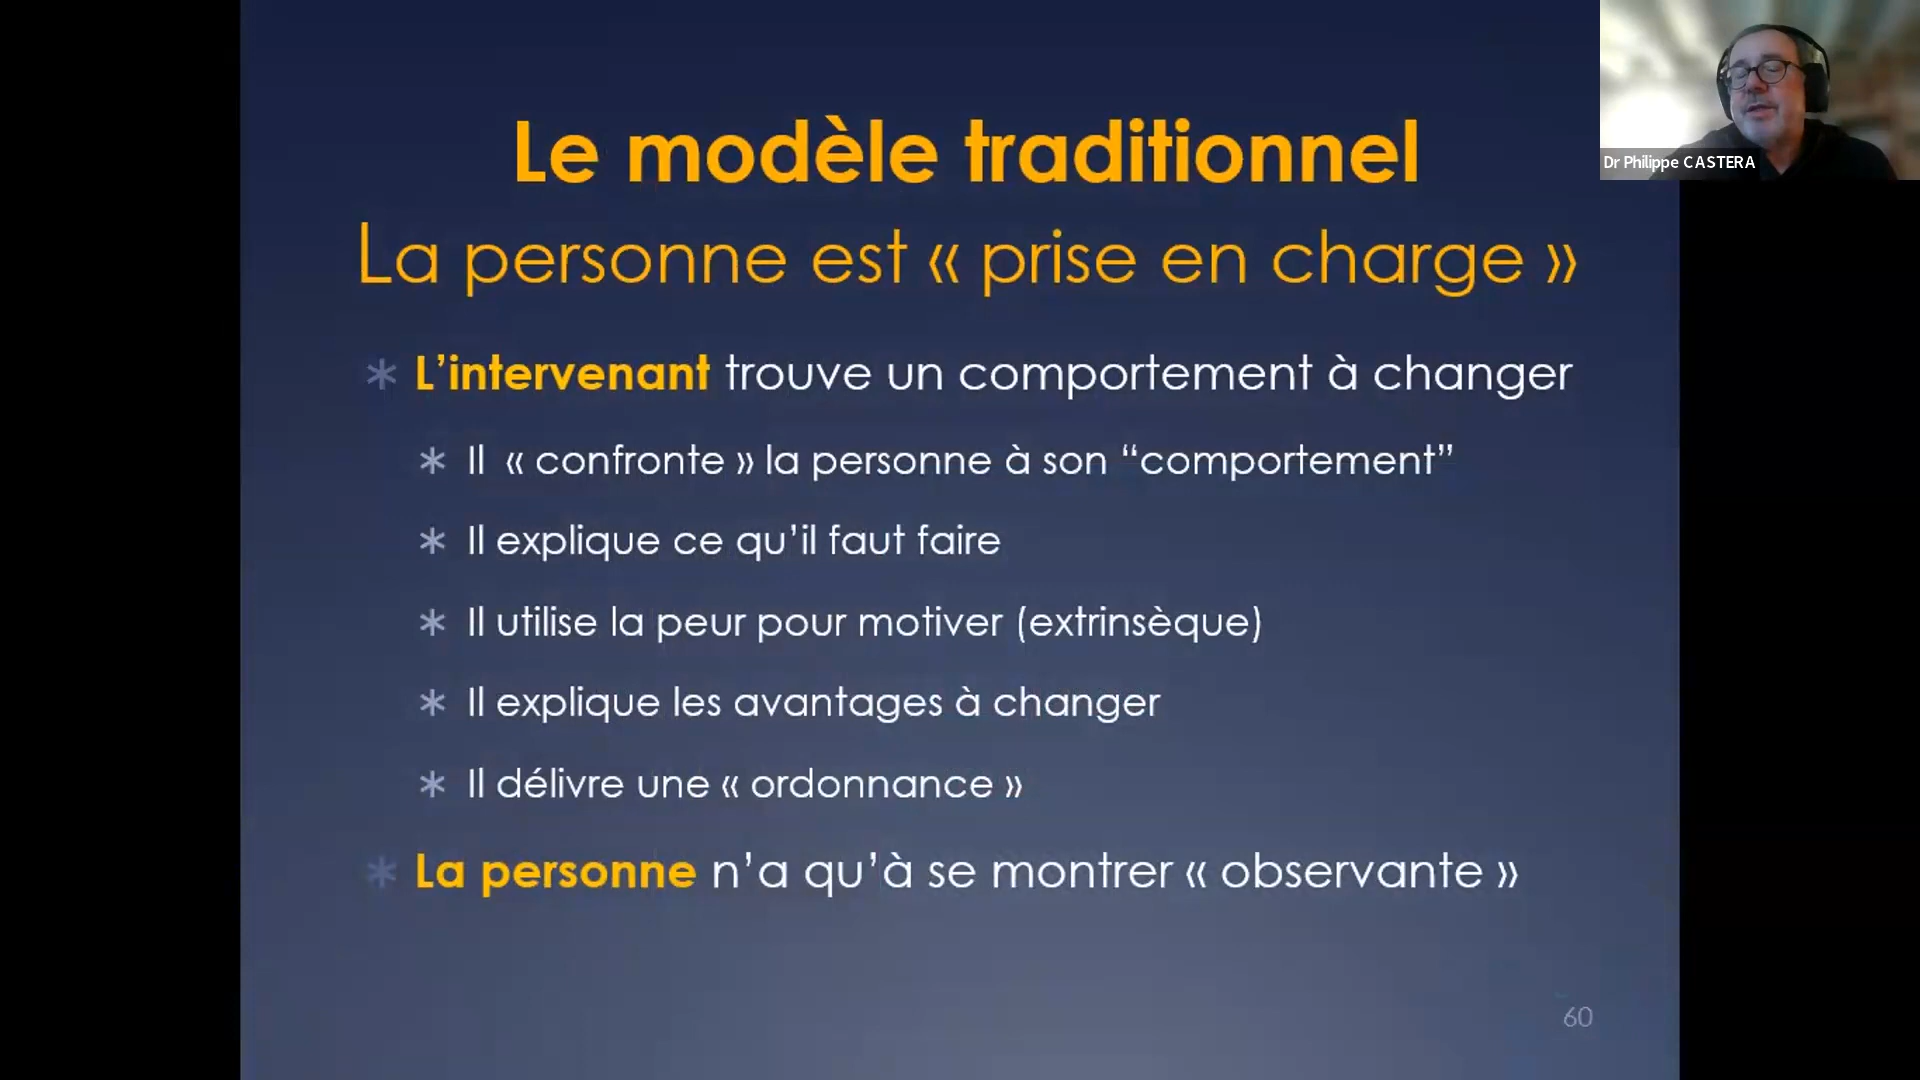 Le modèle traditionnel
La personne est « prise en charge »
* L’intervenant trouve un comportement à changer
* Il « confronte » la personne à son “comportement”
* Il explique ce qu’il faut faire
* Il utilise la peur pour motiver (extrinsèque)
* Il explique les avantages à changer
* Il délivre une « ordonnance »
* La personne n’a qu’à se montrer « observante »
60
Dr Philippe CASTERA